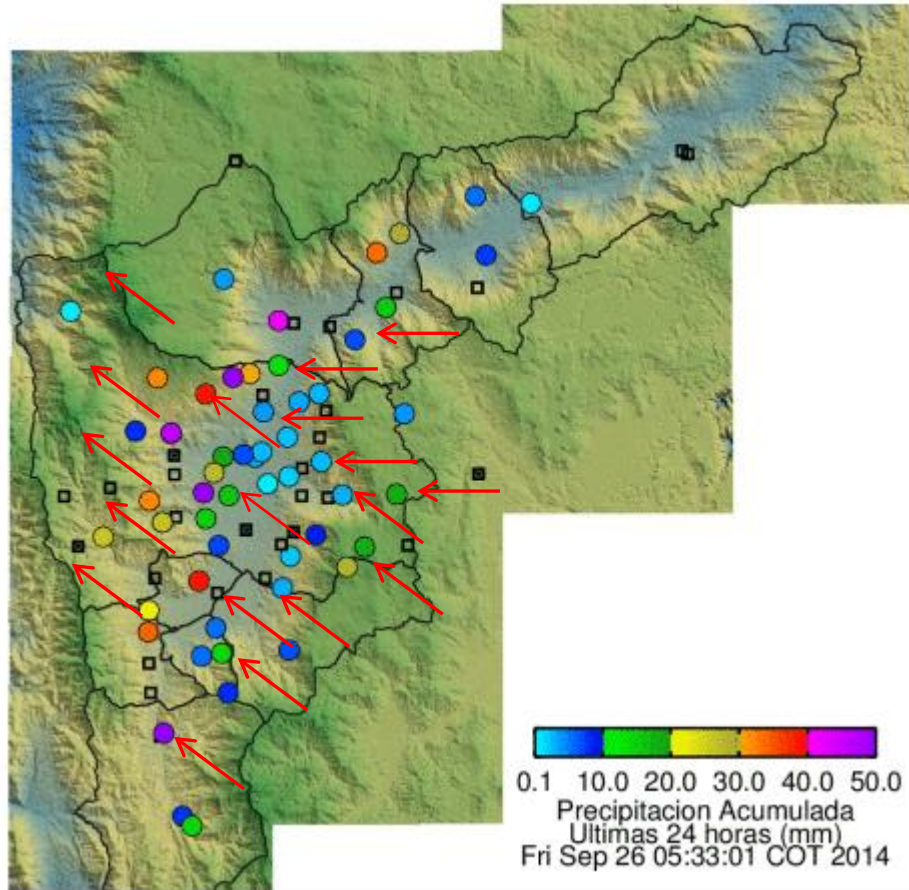 0.1 10.0 20.0 30.0 40.0 50.0
Precipitacion Acumulada
Ultimas 24 horas (mm)
Fri Sep 26 05:33:01 COT 2014